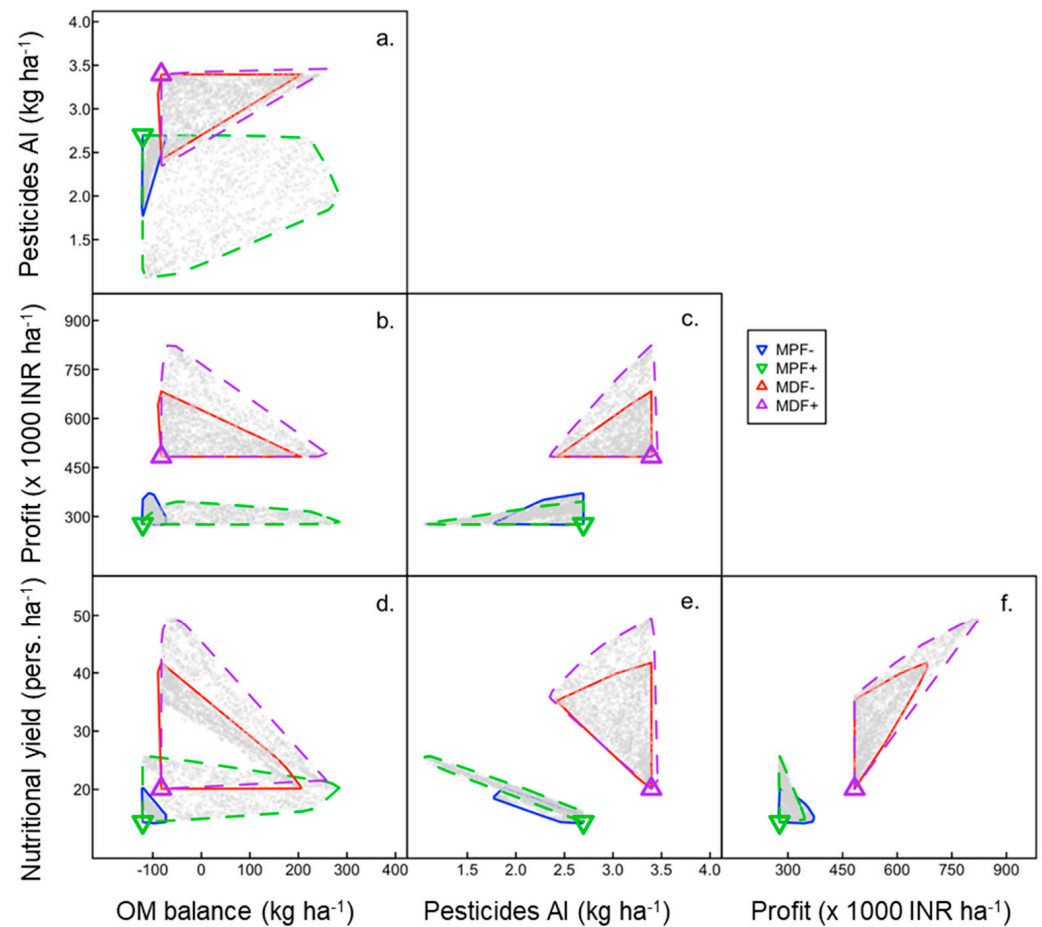 Pesticides AI (kg ha⁻¹)
4.0
3.5
3.0
2.5
2.0
1.5
a.
Profit (x 1000 INR ha⁻¹)
900
750
600
450
300
b.
c.
MPF-
MPF+
MDF-
MDF+
Nutritional yield (pers. ha⁻¹)
50
40
30
20
d.
e.
f.
-100 0 100 200 300 400 1.5 2.0 2.5 3.0 3.5 4.0 300 450 600 750 900
OM balance (kg ha⁻¹) Pesticides AI (kg ha⁻¹) Profit (x 1000 INR ha⁻¹)